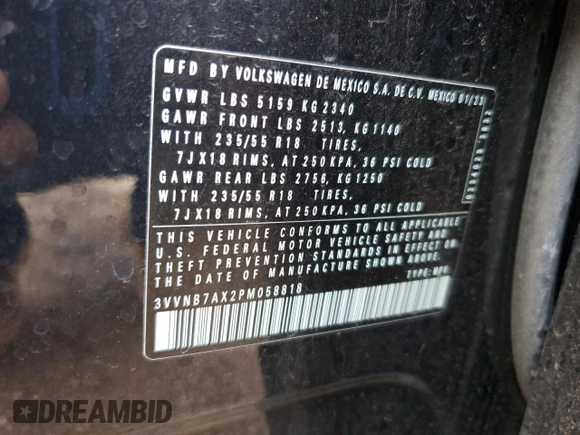 MFD BY VOLKSWAGEN DE MEXICO S.A. DE C.V. MEXICO 01/23
GVWR LBS 5159 KG 2340
GAWR FRONT LBS 2513, KG 1140
WITH 235/55 R18 TIRES,
7JX18 RIMS, AT 250 KPA, 36 PSI COLD
GAWR REAR LBS 2756, KG 1250
WITH 235/55 R18 TIRES,
7JX18 RIMS, AT 250 KPA, 36 PSI COLD
THIS VEHICLE CONFORMS TO ALL APPLICABLE
U.S. FEDERAL MOTOR VEHICLE SAFETY AND
THEFT PREVENTION STANDARDS IN EFFECT ON
THE DATE OF MANUFACTURE SHOWN ABOVE.
TYPE: MPV
3VVNB7AX2PM058818
DREAMBID